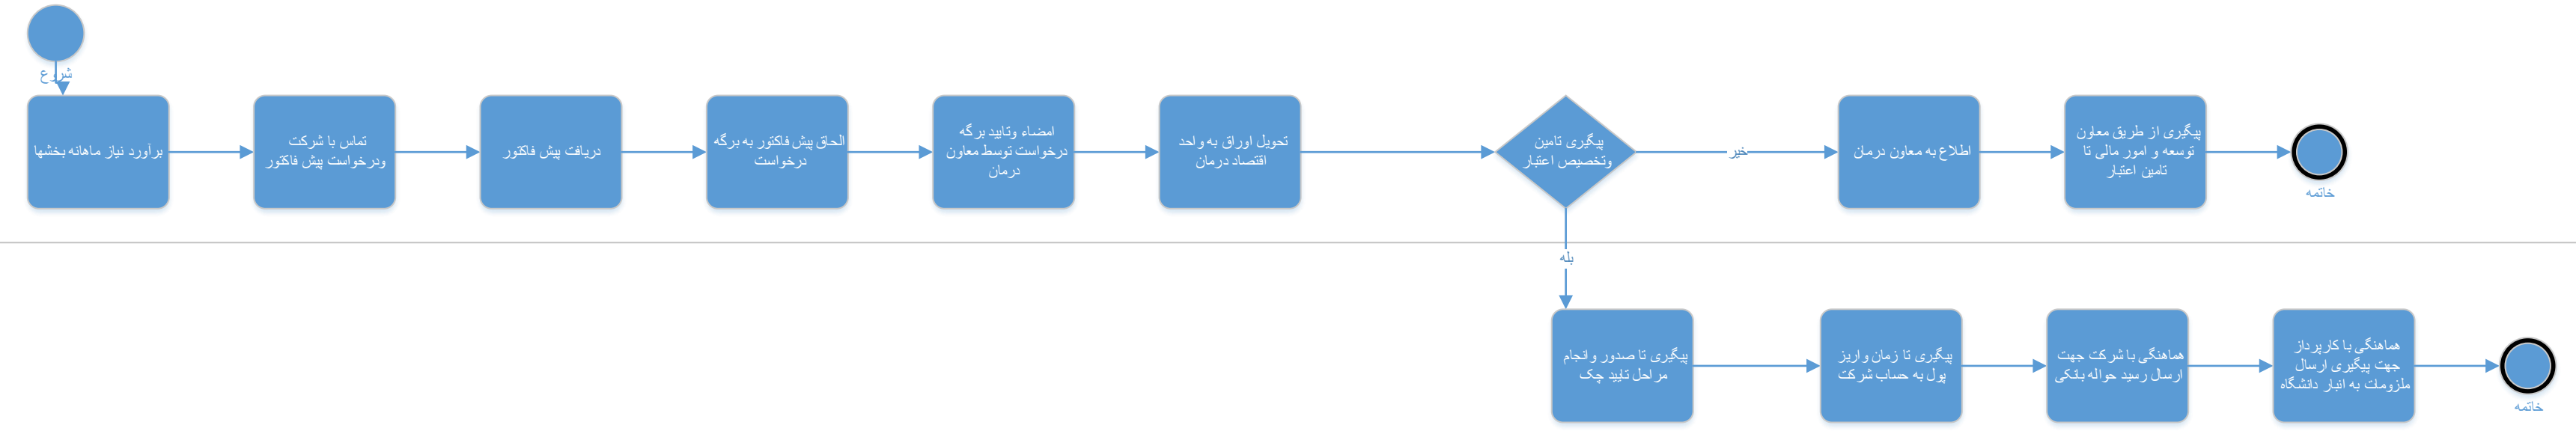 شروع
برآورد نیاز ماهانه بخشها
تماس با شرکت
ودرخواست پیش فاکتور
دریافت پیش فاکتور
الحاق پیش فاکتور به برگه
درخواست
امضاء وتایید برگه
درخواست توسط معاون
درمان
تحویل اوراق به واحد
اقتصاد درمان
پیگیری تامین
وتخصیص اعتبار
خیر
اطلاع به معاون درمان
پیگیری از طریق معاون
توسعه و امور مالی تا
تامین اعتبار
خاتمه
بله
پیگیری تا صدور وانجام
مراحل تایید چک
پیگیری تا زمان واریز
پول به حساب شرکت
هماهنگی با شرکت جهت
ارسال رسید حواله بانکی
هماهنگی با کارپرداز
جهت پیگیری ارسال
ملزومات به انبار دانشگاه
خاتمه